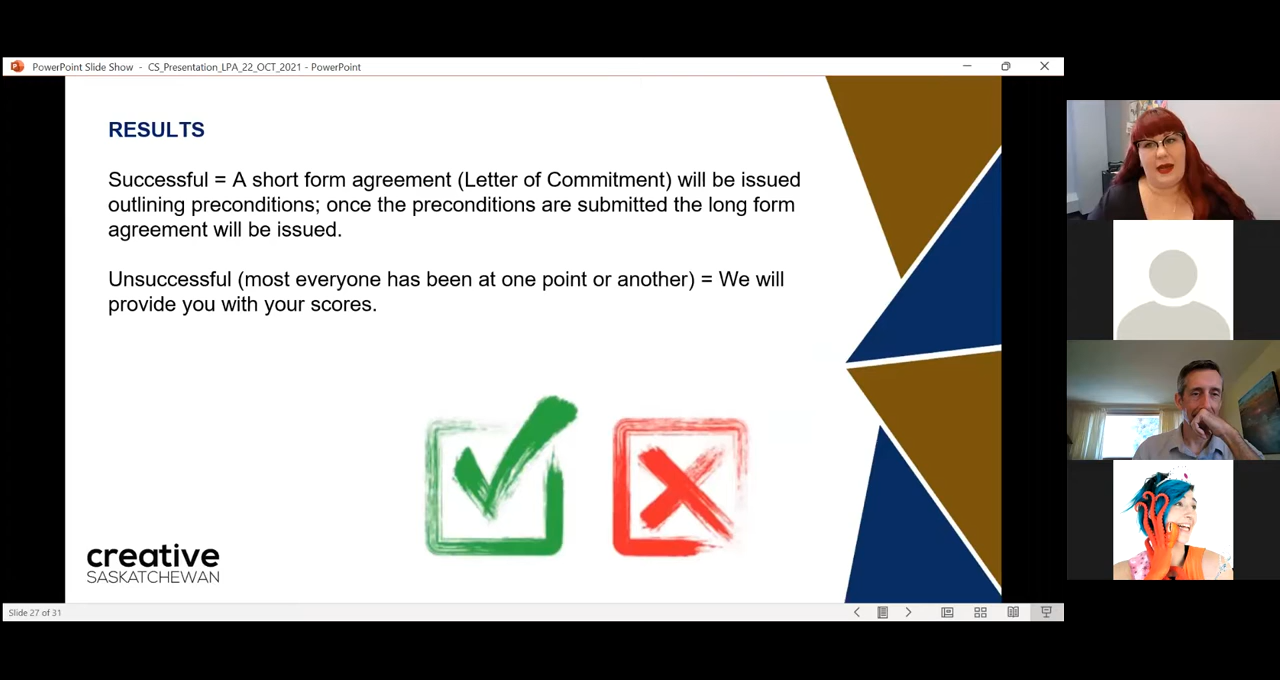 PowerPoint Slide Show - CS_Presentation_LPA_22_OCT_2021 - PowerPoint
RESULTS
Successful = A short form agreement (Letter of Commitment) will be issued
outlining preconditions; once the preconditions are submitted the long form
agreement will be issued.
Unsuccessful (most everyone has been at one point or another) = We will
provide you with your scores.
creative
SASKATCHEWAN
Slide 27 of 31